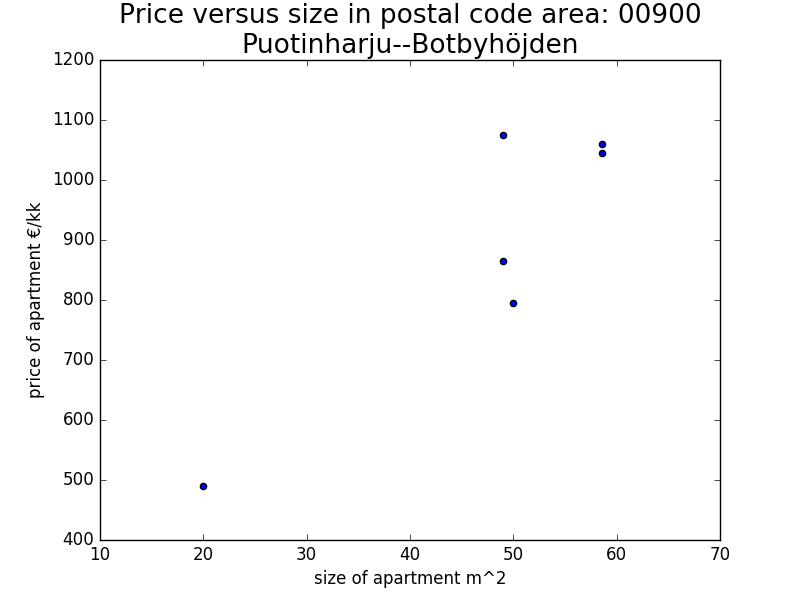 Price versus size in postal code area: 00900
Puotinharju--Botbyhöjden
1200
1100
1000
900
800
700
600
500
400
price of apartment €/kk
10 20 30 40 50 60 70
size of apartment m^2